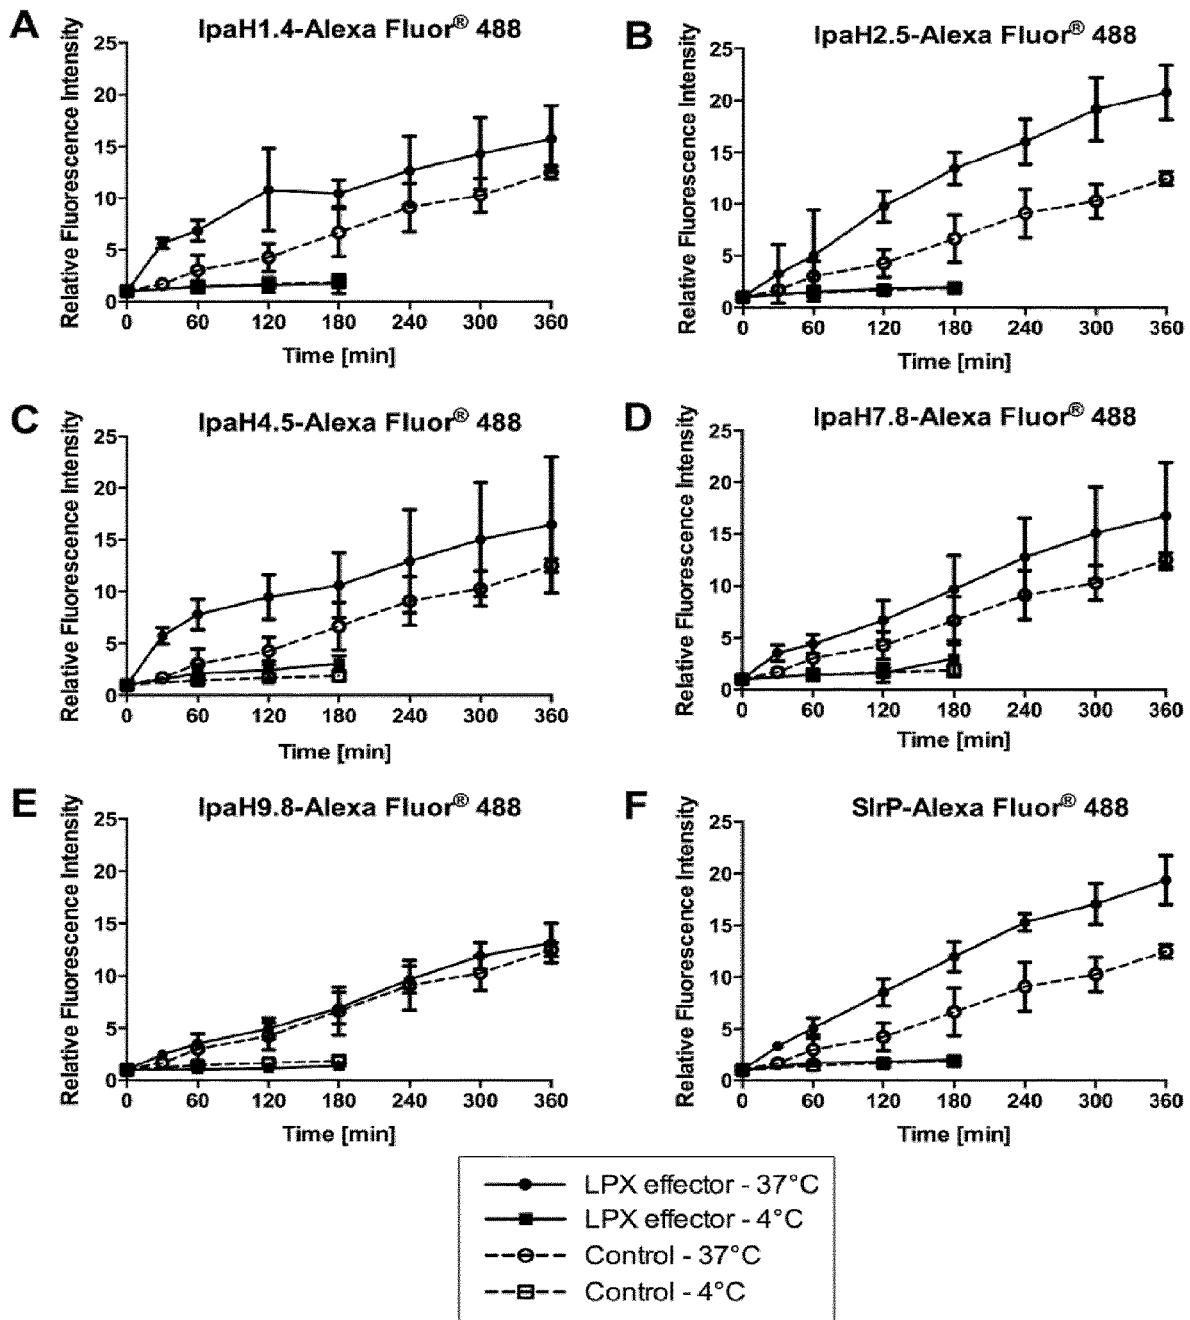 A
IpaH1.4-Alexa Fluor® 488
Relative Fluorescence Intensity
25
20
15
10
5
0
0 60 120 180 240 300 360
Time [min]
B
IpaH2.5-Alexa Fluor® 488
Relative Fluorescence Intensity
25
20
15
10
5
0
0 60 120 180 240 300 360
Time [min]
C
IpaH4.5-Alexa Fluor® 488
Relative Fluorescence Intensity
25
20
15
10
5
0
0 60 120 180 240 300 360
Time [min]
D
IpaH7.8-Alexa Fluor® 488
Relative Fluorescence Intensity
25
20
15
10
5
0
0 60 120 180 240 300 360
Time [min]
E
IpaH9.8-Alexa Fluor® 488
Relative Fluorescence Intensity
25
20
15
10
5
0
0 60 120 180 240 300 360
Time [min]
F
SlrP-Alexa Fluor® 488
Relative Fluorescence Intensity
25
20
15
10
5
0
0 60 120 180 240 300 360
Time [min]
LPX effector - 37°C
LPX effector - 4°C
Control - 37°C
Control - 4°C